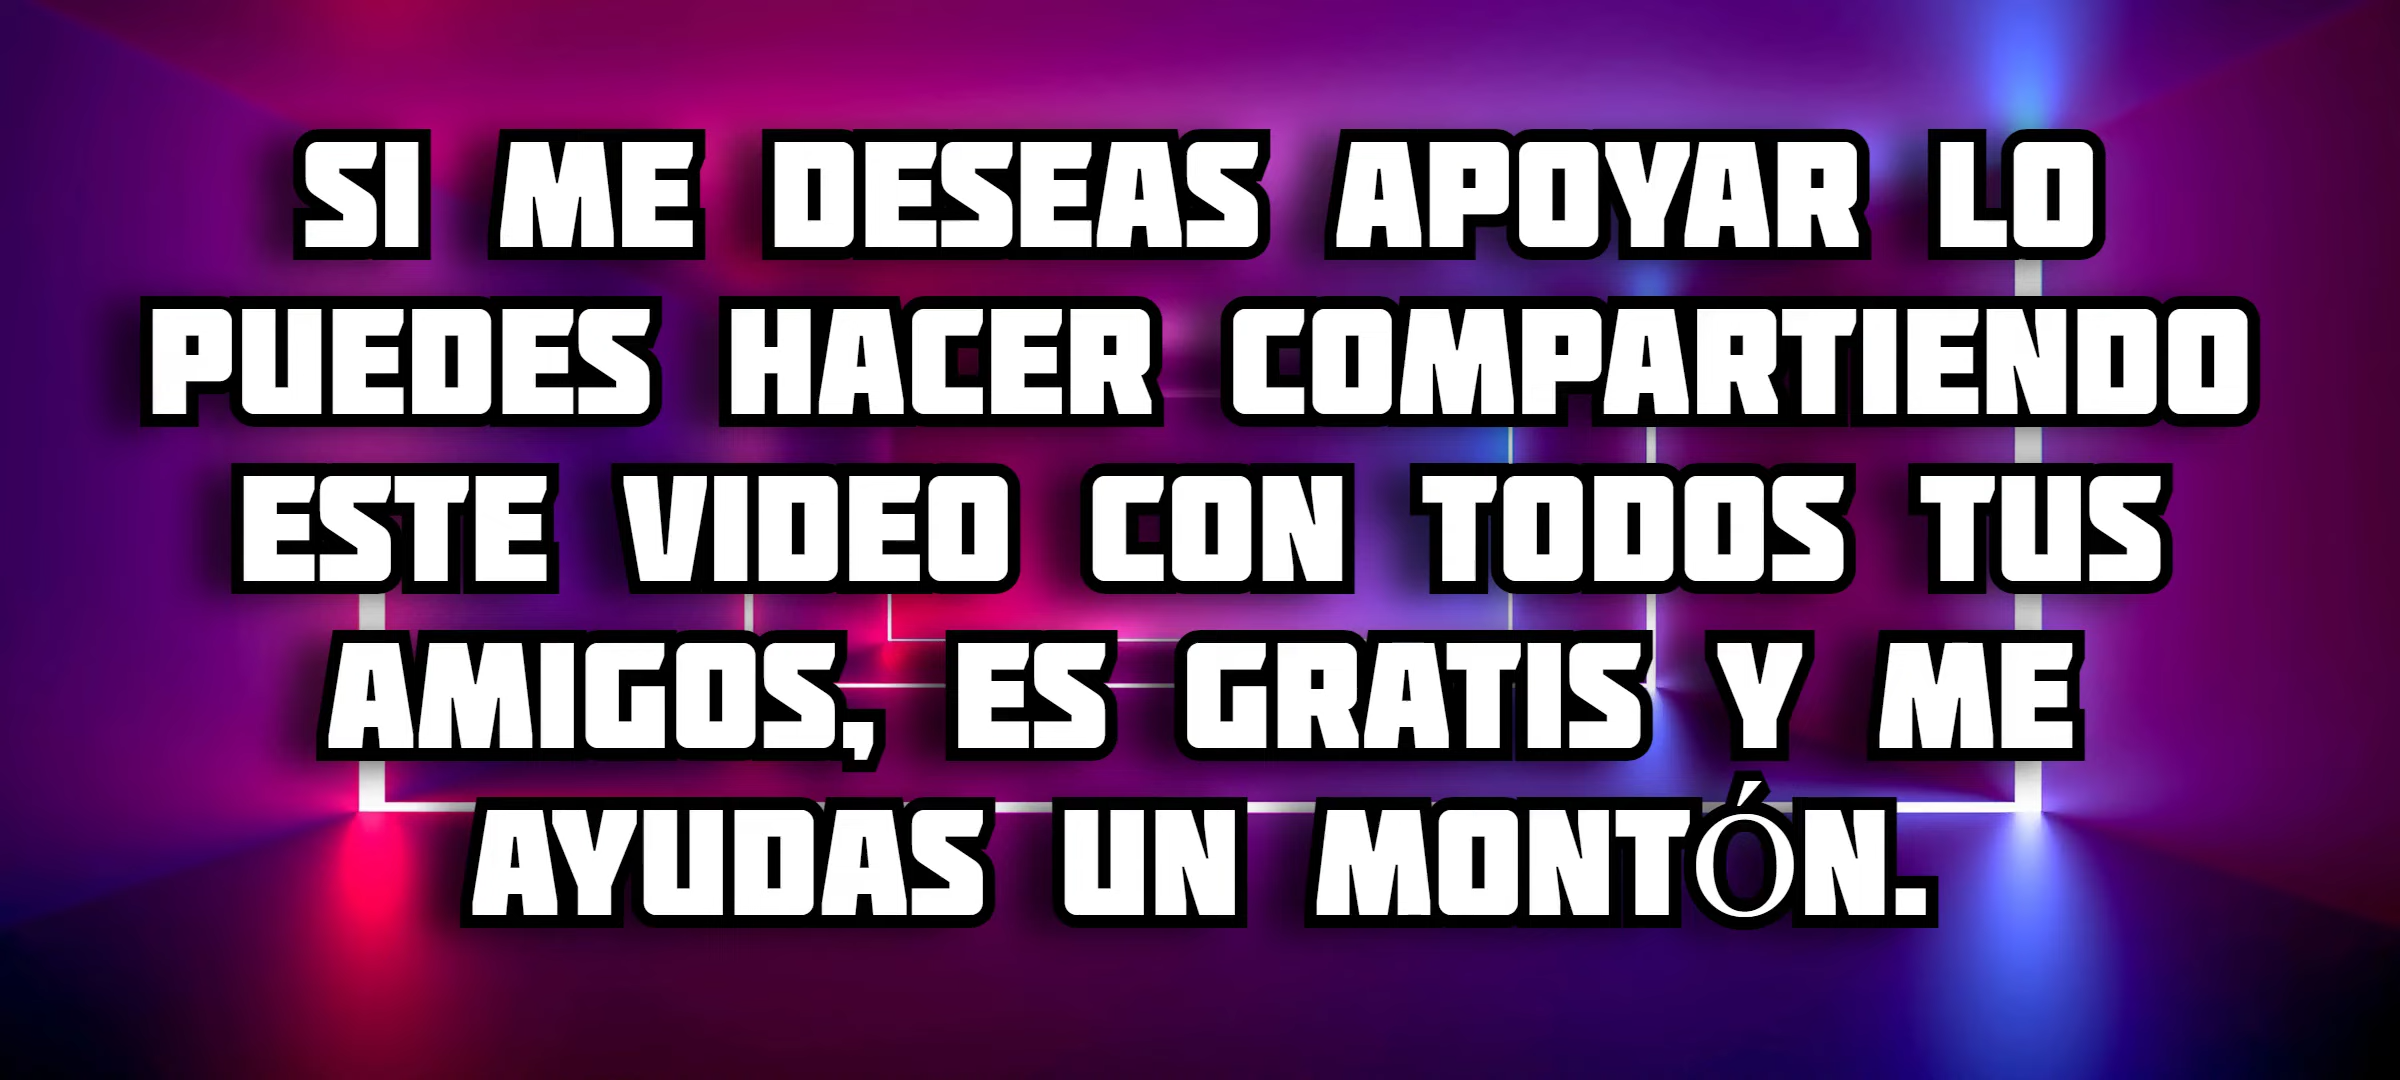 SI ME DESEAS APOYAR LO
PUEDES HACER COMPARTIENDO
ESTE VIDEO CON TODOS TUS
AMIGOS, ES GRATIS Y ME
AYUDAS UN MONTÓN.